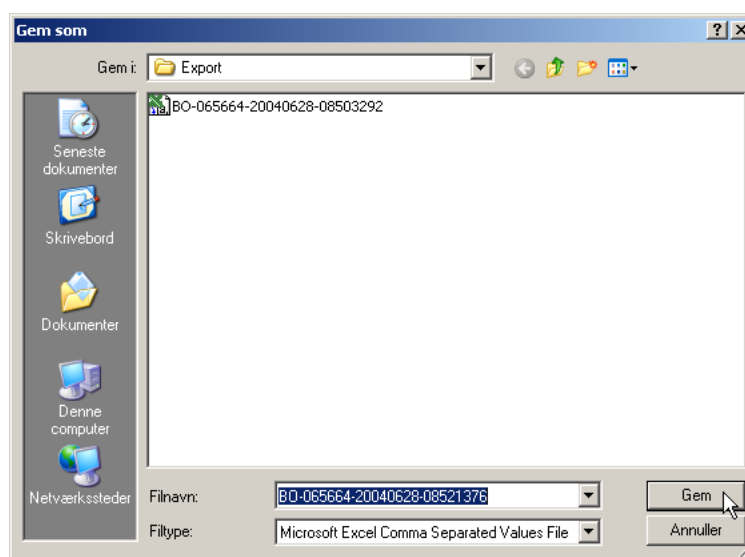 Gem som
Gem i: Export
BO-065664-20040628-08503292
Seneste
dokumenter
Skrivebord
Dokumenter
Denne
computer
Netværkssteder
Filnavn: BO-065664-20040628-08521376 Gem
Filtype: Microsoft Excel Comma Separated Values File Annuller